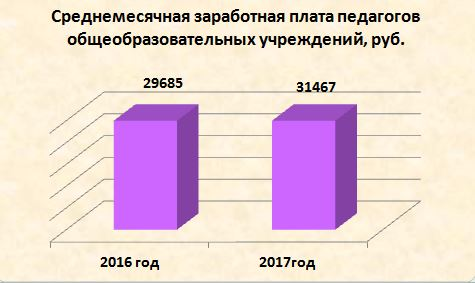 Среднемесячная заработная плата педагогов
общеобразовательных учреждений, руб.
29685 31467
2016 год 2017год